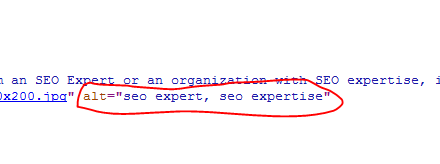 n an SEO Expert or an organization with SEO expertise, i
0x200.jpg" alt="seo expert, seo expertise"